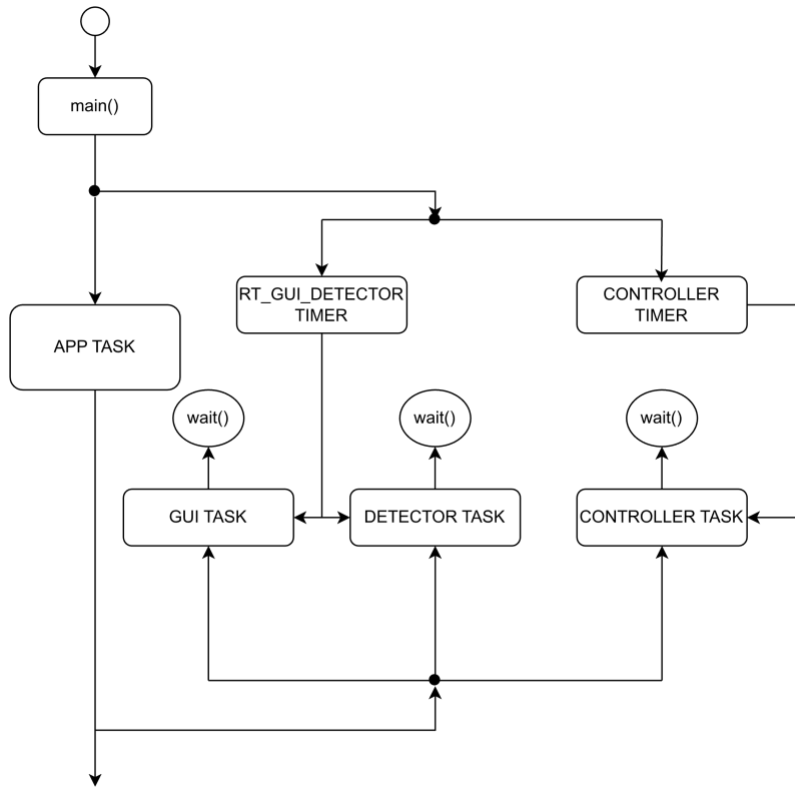 main()
RT_GUI_DETECTOR
TIMER
CONTROLLER
TIMER
APP TASK
wait()
wait()
wait()
GUI TASK
DETECTOR TASK
CONTROLLER TASK